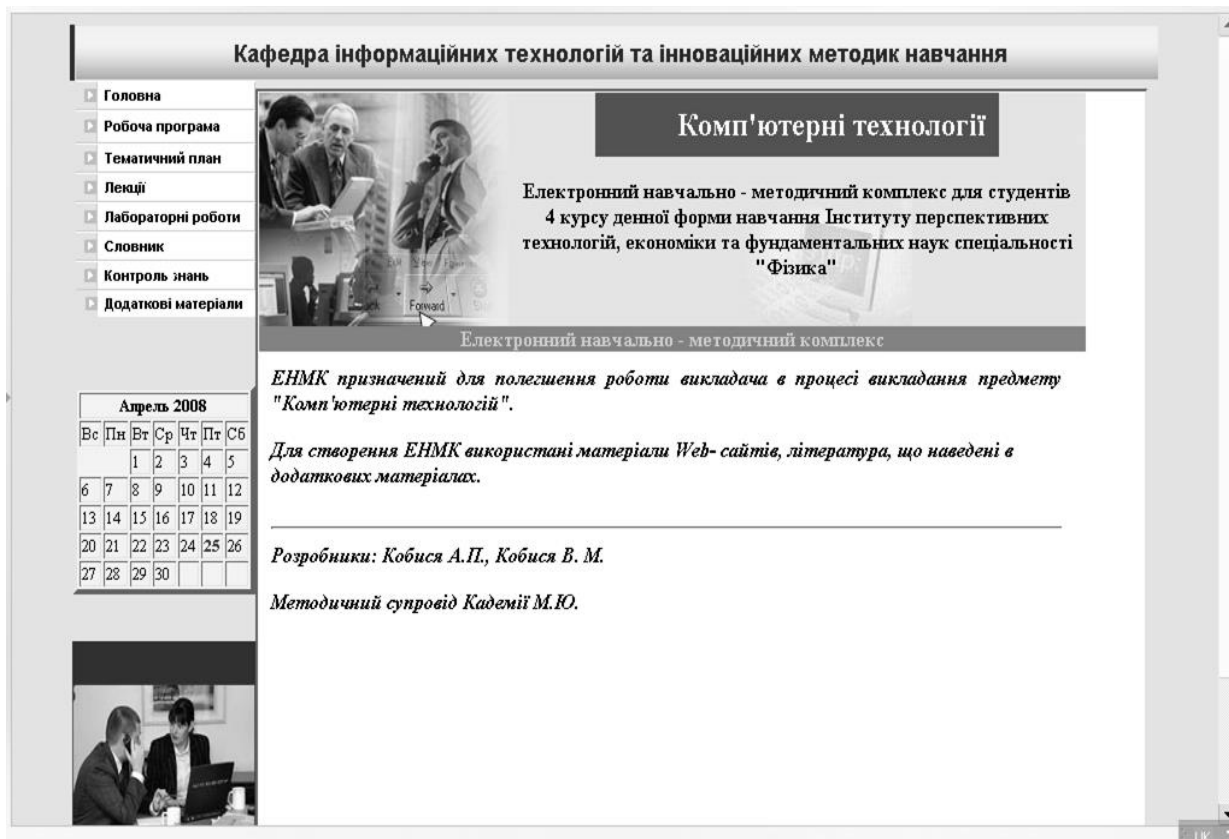 Кафедра інформаційних технологій та інноваційних методик навчання
Головна
Робоча програма
Тематичний план
Лекції
Лабораторні роботи
Словник
Контроль знань
Додаткові матеріали
Комп'ютерні технології
Електронний навчально - методичний комплекс для студентів
4 курсу денної форми навчання Інституту перспективних
технологій, економіки та фундаментальних наук спеціальності
"Фізика"
Forward
Електронний навчально - методичний комплекс
ЕНМК призначений для полегшення роботи викладача в процесі викладання предмету
"Комп'ютерні технологій".
Для створення ЕНМК використані матеріали Web- сайтів, література, що наведені в
додаткових матеріалах.
Розробники: Кобися А.П., Кобися В. М.
Методичний супровід Кадемії М.Ю.
Апрель 2008
Вс Пн Вт Ср Чт Пт Сб
1 2 3 4 5
6 7 8 9 10 11 12
13 14 15 16 17 18 19
20 21 22 23 24 25 26
27 28 29 30
UK